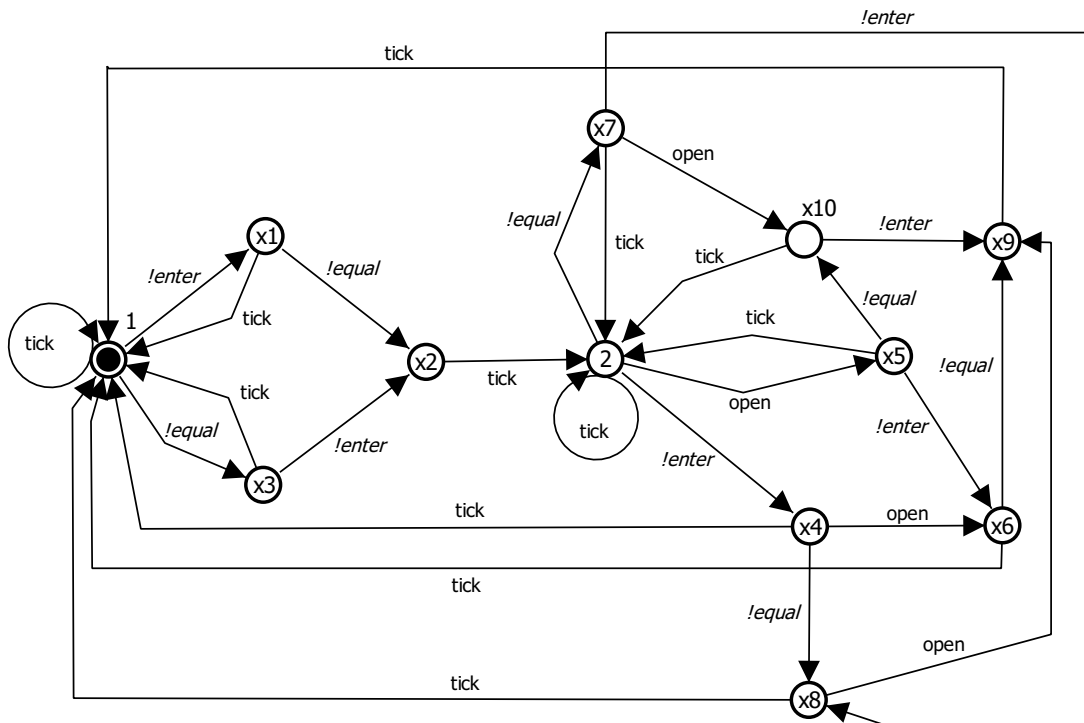 !enter
tick
x7
open
x10
!enter
x1
x9
!equal
!equal
tick
!enter
tick
tick
!equal
1
tick
tick
x2
tick
2
tick
x5
open
!equal
tick
!equal
!enter
tick
!enter
!enter
x3
tick
x4
open
x6
tick
!equal
open
tick
x8